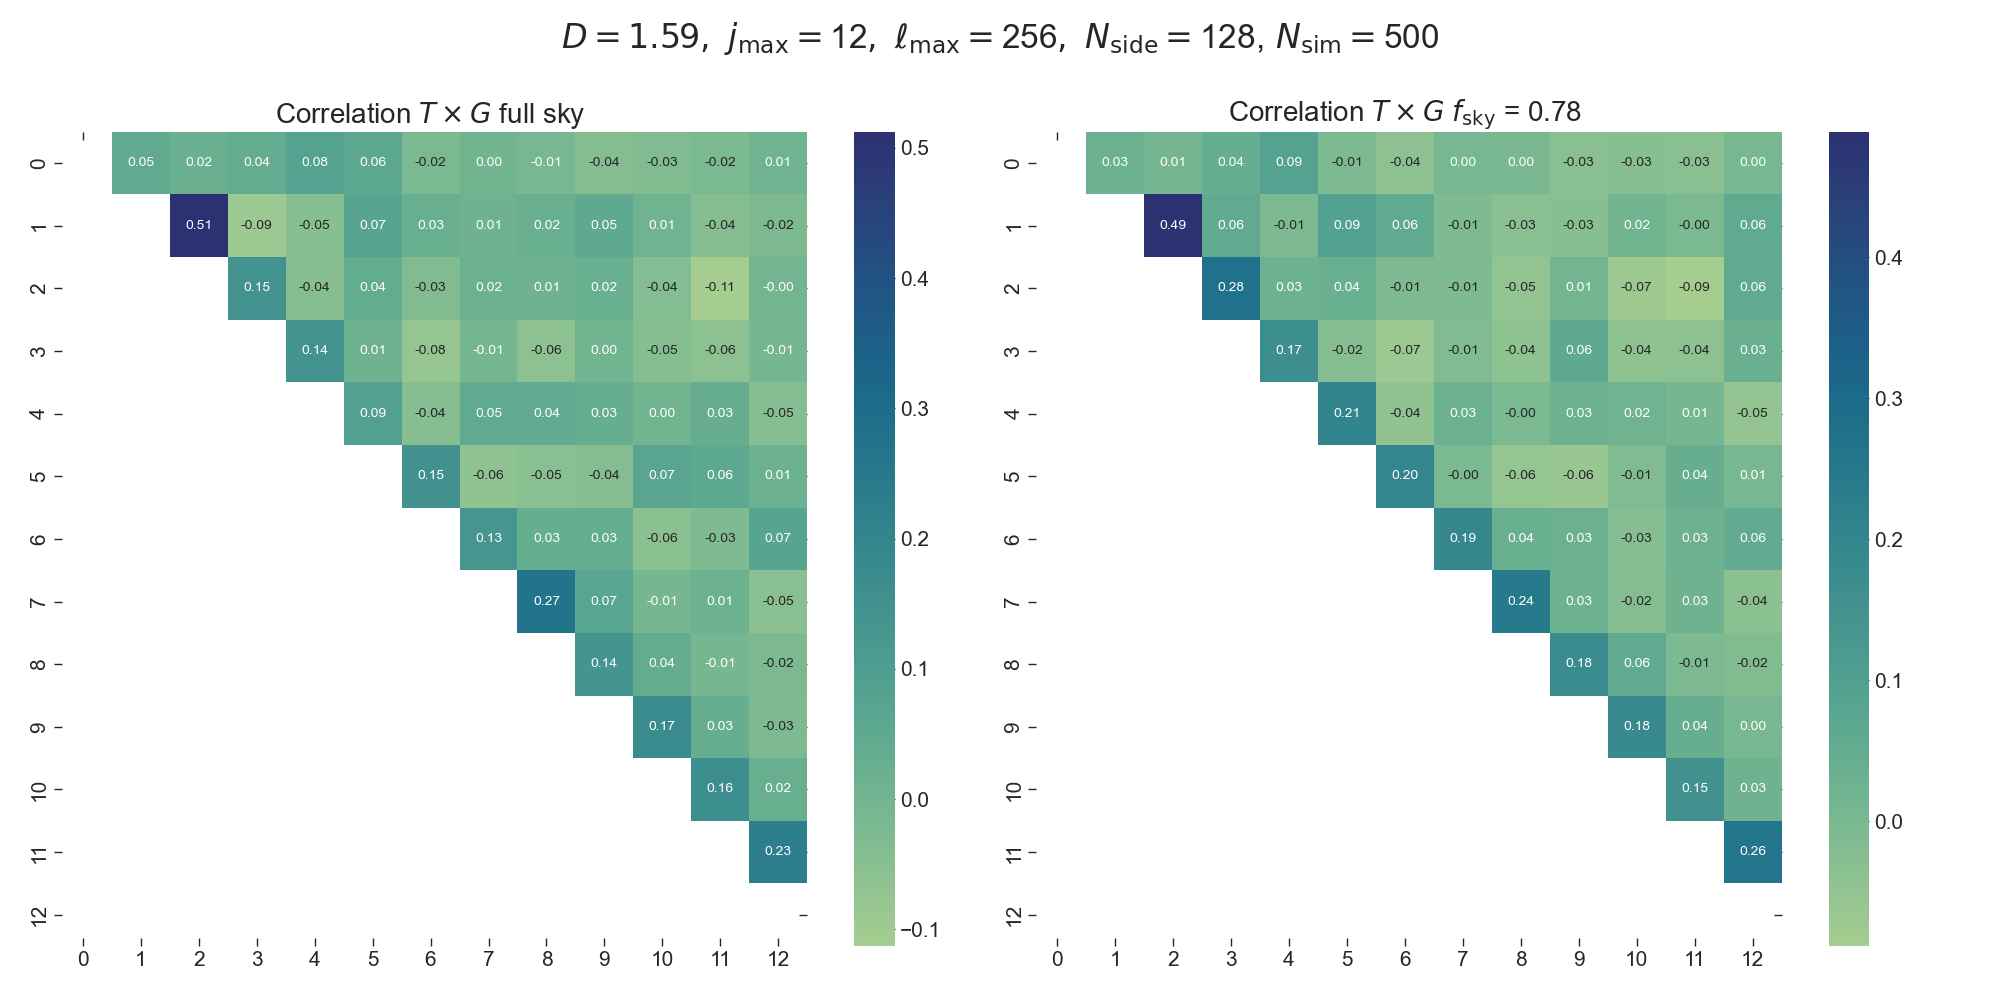 D = 1.59, j_max = 12, ℓ_max = 256, N_side = 128, N_sim = 500
Correlation T × G full sky
0 0.05 0.02 0.04 0.08 0.06 -0.02 0.00 -0.01 -0.04 -0.03 -0.02 0.01
1 0.51 -0.09 -0.05 0.07 0.03 0.01 0.02 0.05 0.01 -0.04 -0.02
2 0.15 -0.04 0.04 -0.03 0.02 0.01 0.02 -0.04 -0.11 -0.00
3 0.14 0.01 -0.08 -0.01 -0.06 0.00 -0.05 -0.06 -0.01
4 0.09 -0.04 0.05 0.04 0.03 0.00 0.03 -0.05
5 0.15 -0.06 -0.05 -0.04 0.07 0.06 0.01
6 0.13 0.03 0.03 -0.06 -0.03 0.07
7 0.27 0.07 -0.01 0.01 -0.05
8 0.14 0.04 -0.01 -0.02
9 0.17 0.03 -0.03
10 0.16 0.02
11 0.23
12
0 1 2 3 4 5 6 7 8 9 10 11 12
0.5
0.4
0.3
0.2
0.1
0.0
−0.1
Correlation T × G f_sky = 0.78
0 0.03 0.01 0.04 0.09 -0.01 -0.04 0.00 0.00 -0.03 -0.03 -0.03 0.00
1 0.49 0.06 -0.01 0.09 0.06 -0.01 -0.03 -0.03 0.02 -0.00 0.06
2 0.28 0.03 0.04 -0.01 -0.01 -0.05 0.01 -0.07 -0.09 0.06
3 0.17 -0.02 -0.07 -0.01 -0.04 0.06 -0.04 -0.04 0.03
4 0.21 -0.04 0.03 -0.00 0.03 0.02 0.01 -0.05
5 0.20 -0.00 -0.06 -0.06 -0.01 0.04 0.01
6 0.19 0.04 0.03 -0.03 0.03 0.06
7 0.24 0.03 -0.02 0.03 -0.04
8 0.18 0.06 -0.01 -0.02
9 0.18 0.04 0.00
10 0.15 0.03
11 0.26
12
0 1 2 3 4 5 6 7 8 9 10 11 12
0.4
0.3
0.2
0.1
0.0